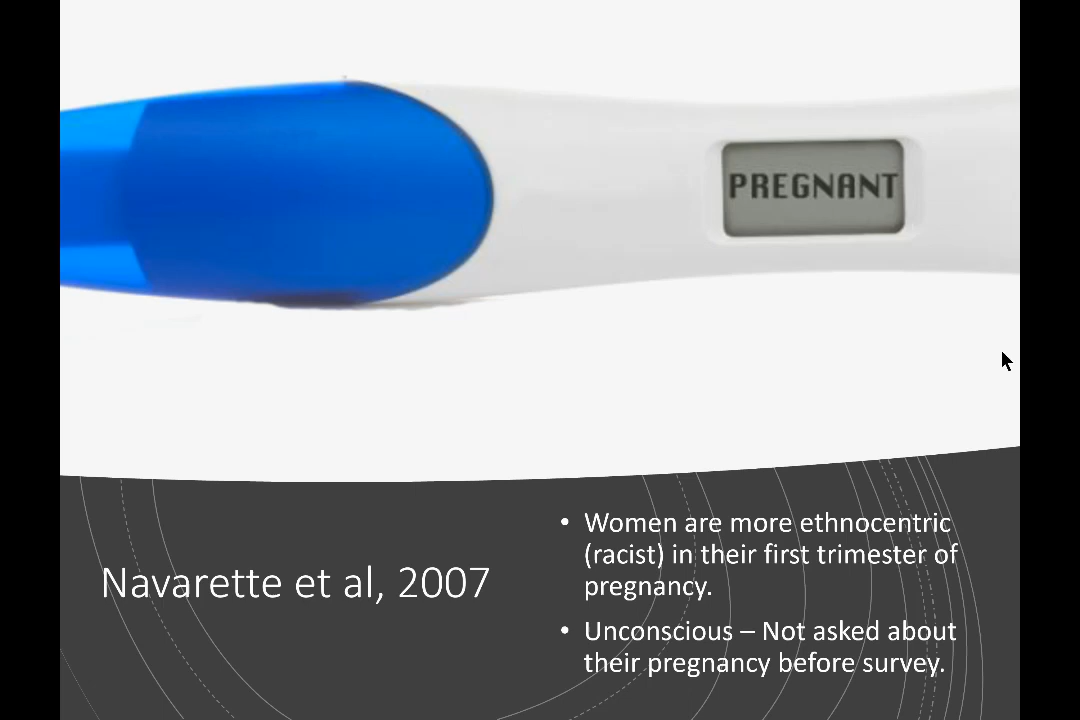 PREGNANT
Navarette et al, 2007
• Women are more ethnocentric
(racist) in their first trimester of
pregnancy.
• Unconscious – Not asked about
their pregnancy before survey.